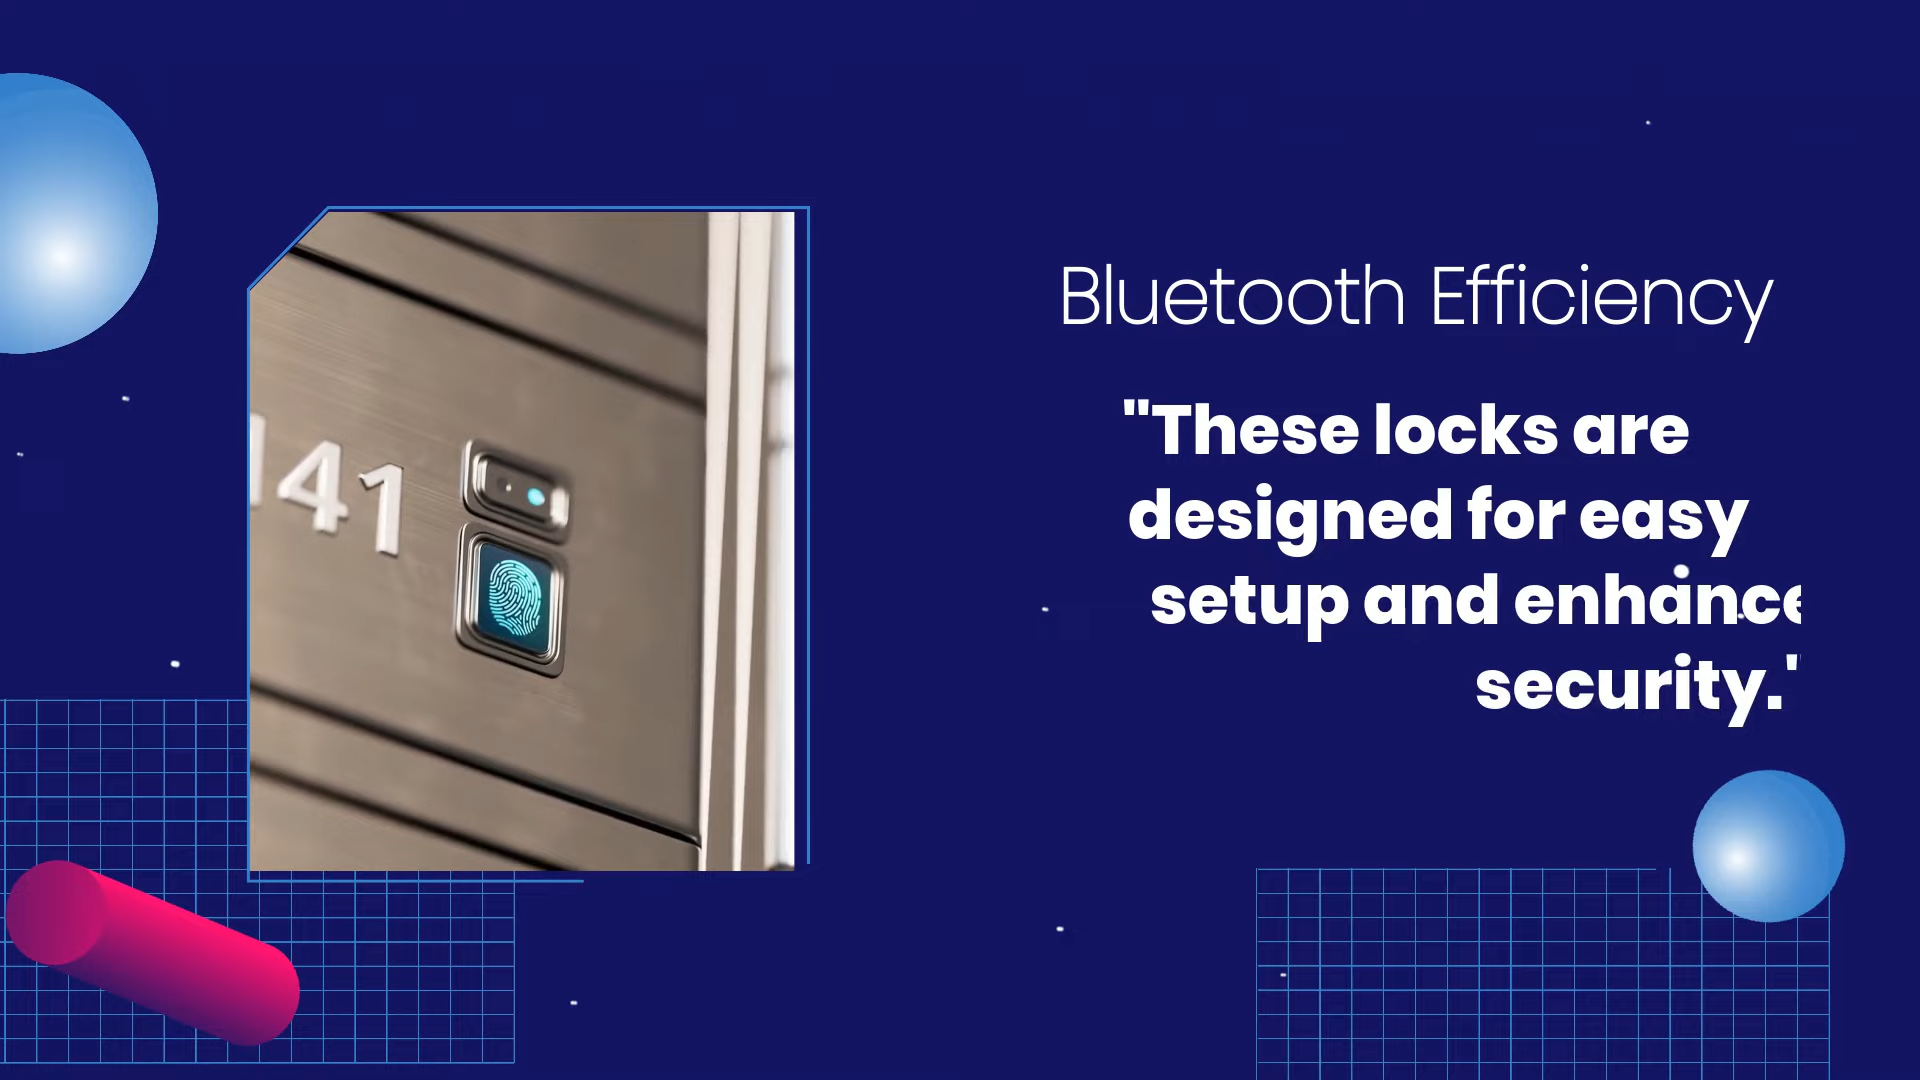 141
Bluetooth Efficiency
"These locks are
designed for easy
setup and enhance
security."